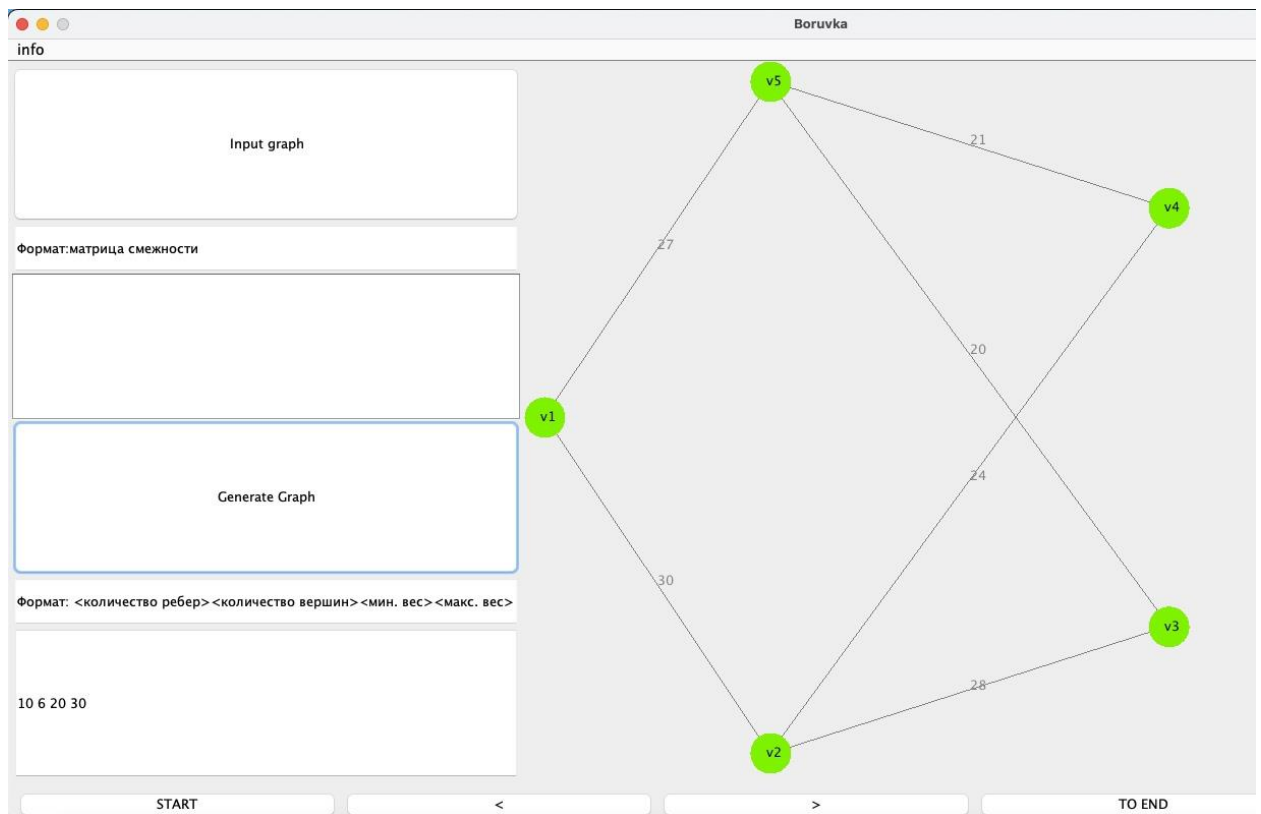 Boruvka
info
Input graph
Формат:матрица смежности
Generate Graph
Формат: <количество ребер><количество вершин><мин. вес><макс. вес>
10 6 20 30
v5
21
v4
27
20
v1
24
30
v3
28
v2
START
<
>
TO END